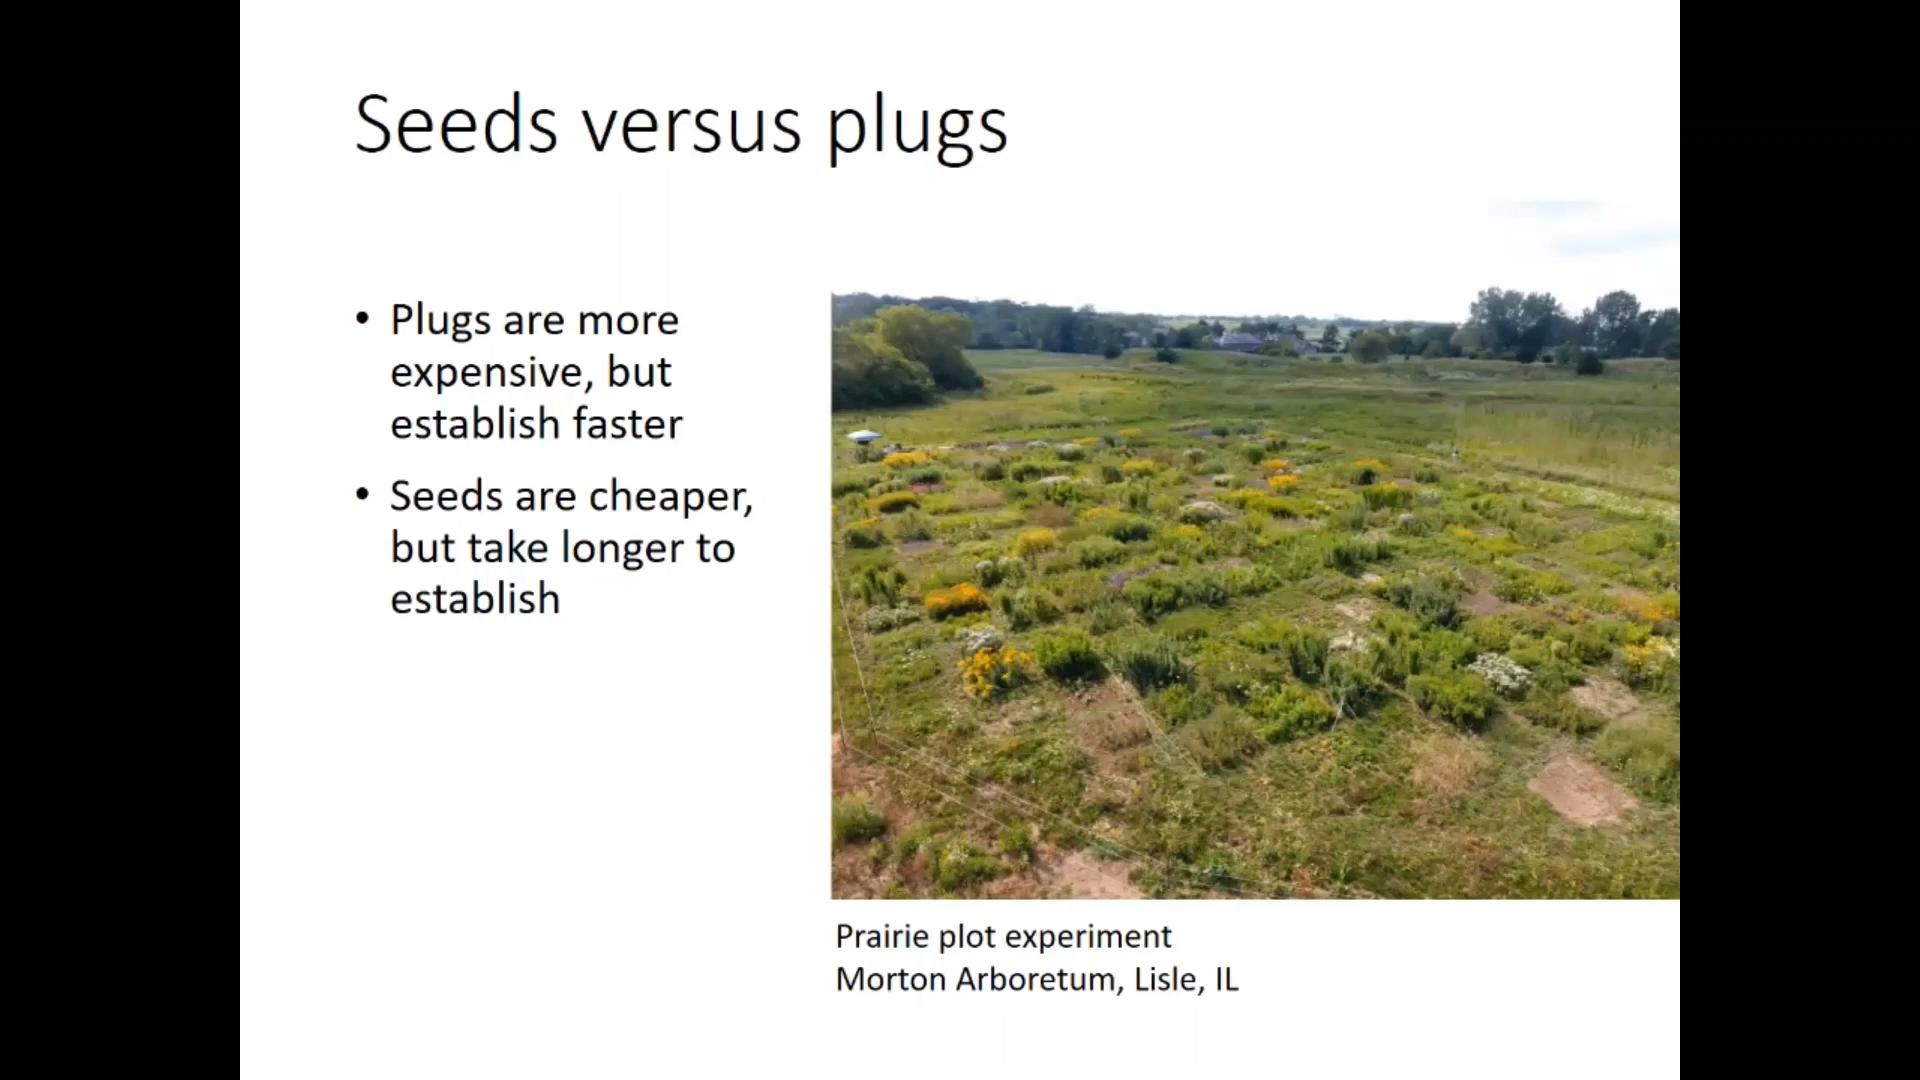 Seeds versus plugs
• Plugs are more
expensive, but
establish faster
• Seeds are cheaper,
but take longer to
establish
Prairie plot experiment
Morton Arboretum, Lisle, IL